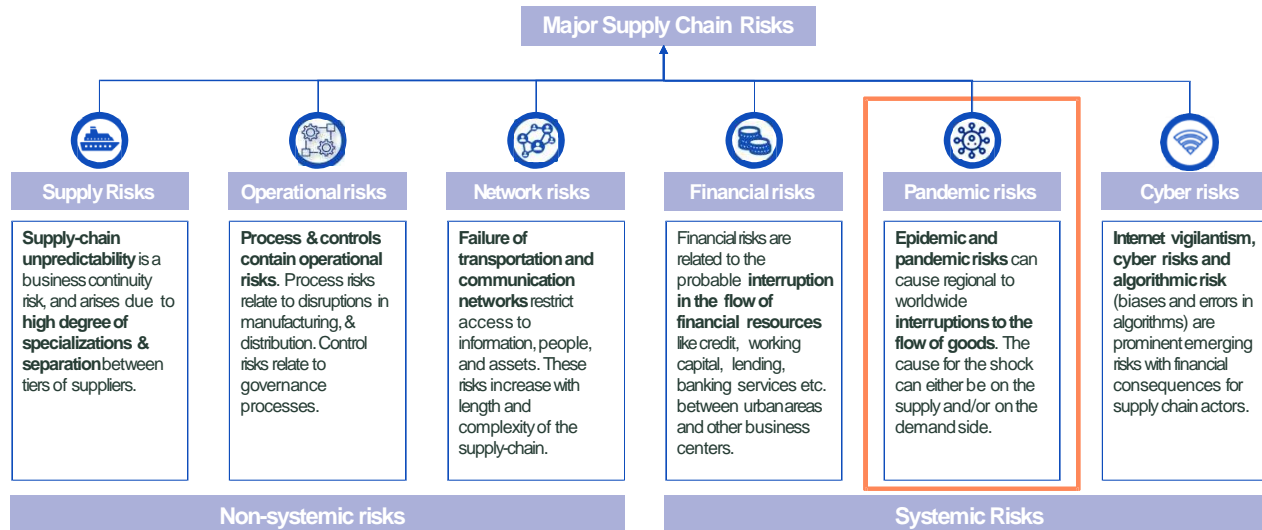 Major Supply Chain Risks
Supply Risks
Supply-chain
unpredictability is a
business continuity
risk, and arises due to
high degree of
specializations &
separation between
tiers of suppliers.
Operational risks
Process & controls
contain operational
risks. Process risks
relate to disruptions in
manufacturing, &
distribution. Control
risks relate to
governance
processes.
Network risks
Failure of
transportation and
communication
networks restrict
access to
information, people,
and assets. These
risks increase with
length and
complexity of the
supply-chain.
Financial risks
Financial risks are
related to the
probable interruption
in the flow of
financial resources
like credit, working
capital, lending,
banking services etc.
between urban areas
and other business
centers.
Pandemic risks
Epidemic and
pandemic risks can
cause regional to
worldwide
interruptions to the
flow of goods. The
cause for the shock
can either be on the
supply and/or on the
demand side.
Cyber risks
Internet vigilantism,
cyber risks and
algorithmic risk
(biases and errors in
algorithms) are
prominent emerging
risks with financial
consequences for
supply chain actors.
Non-systemic risks
Systemic Risks